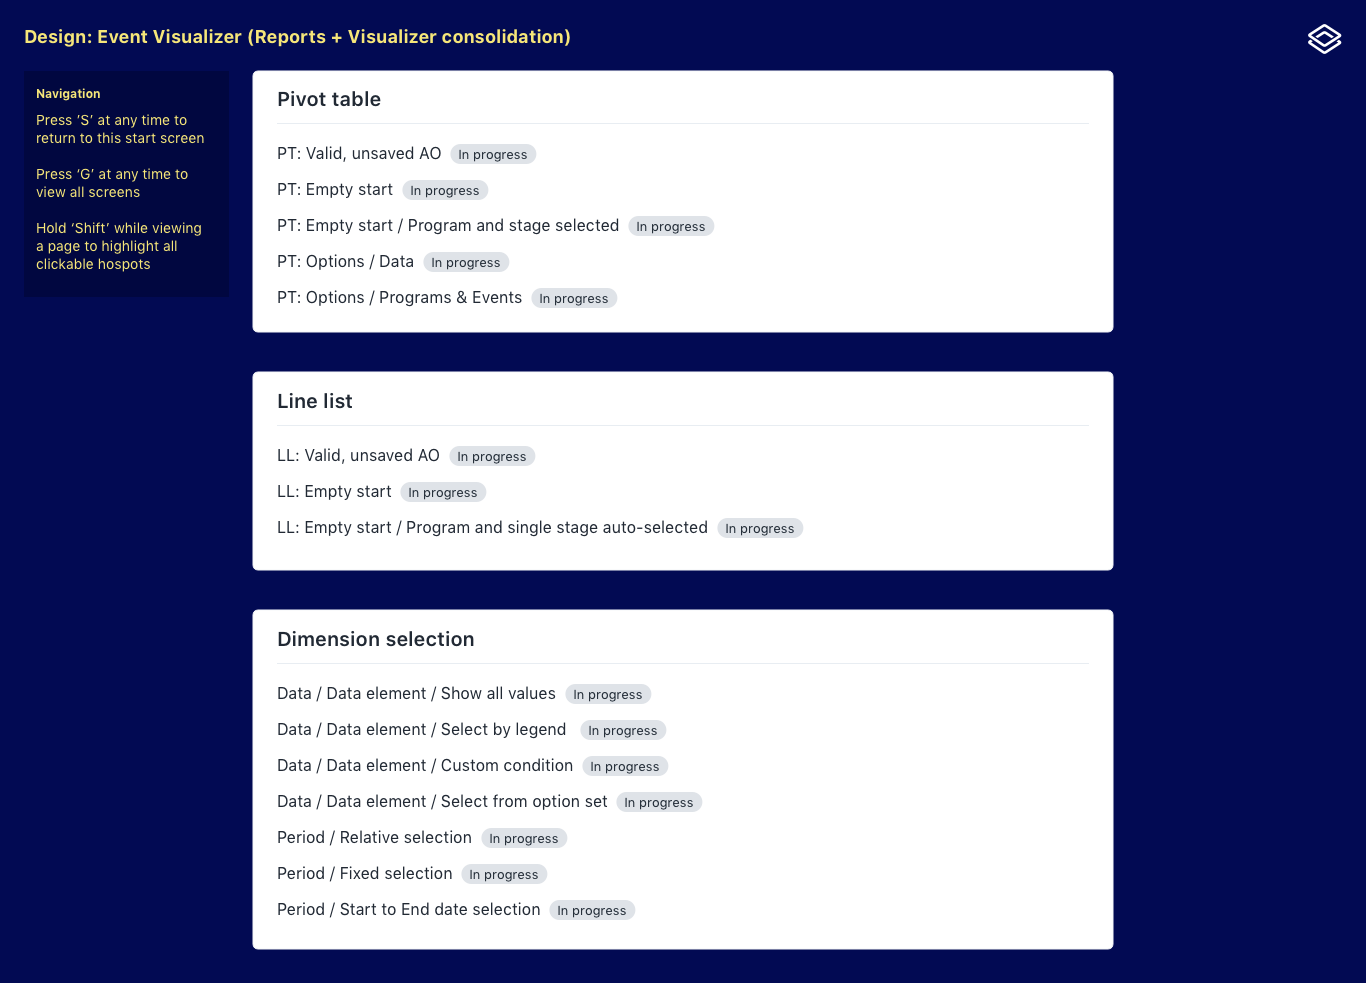 Design: Event Visualizer (Reports + Visualizer consolidation)
Navigation
Press ‘S’ at any time to
return to this start screen
Press ‘G’ at any time to
view all screens
Hold ‘Shift’ while viewing
a page to highlight all
clickable hospots
Pivot table
PT: Valid, unsaved AO In progress
PT: Empty start In progress
PT: Empty start / Program and stage selected In progress
PT: Options / Data In progress
PT: Options / Programs & Events In progress
Line list
LL: Valid, unsaved AO In progress
LL: Empty start In progress
LL: Empty start / Program and single stage auto-selected In progress
Dimension selection
Data / Data element / Show all values In progress
Data / Data element / Select by legend In progress
Data / Data element / Custom condition In progress
Data / Data element / Select from option set In progress
Period / Relative selection In progress
Period / Fixed selection In progress
Period / Start to End date selection In progress